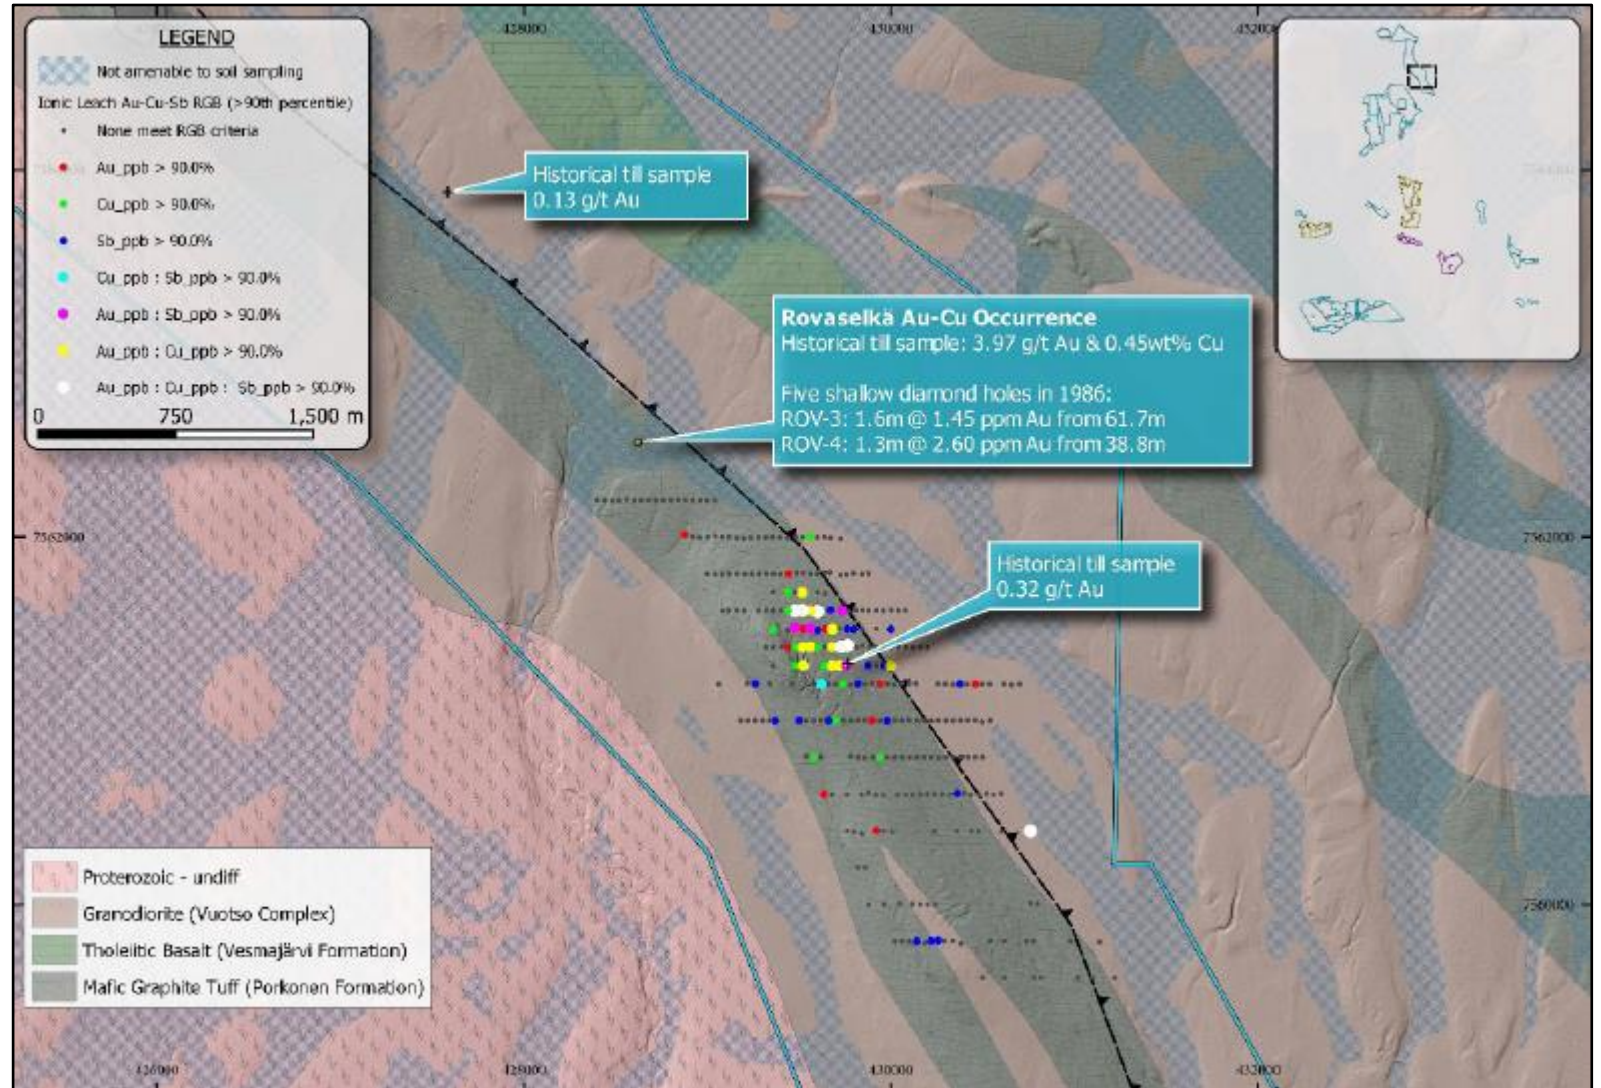 LEGEND
Not amenable to soil sampling
Ionic Leach Au-Cu-Sb RGB (>90th percentile)
None meet RGB criteria
Au_ppb > 90.0%
Cu_ppb > 90.0%
Sb_ppb > 90.0%
Cu_ppb : Sb_ppb > 90.0%
Au_ppb : Sb_ppb > 90.0%
Au_ppb : Cu_ppb > 90.0%
Au_ppb : Cu_ppb : Sb_ppb > 90.0%
0 750 1,500 m
428000 430000
Historical till sample
0.13 g/t Au
Rovaselkä Au-Cu Occurrence
Historical till sample: 3.97 g/t Au & 0.45wt% Cu
Five shallow diamond holes in 1986:
ROV-3: 1.6m @ 1.45 ppm Au from 61.7m
ROV-4: 1.3m @ 2.60 ppm Au from 38.8m
7562000 7562000
Historical till sample
0.32 g/t Au
Proterozoic - undiff
Granodiorite (Vuotso Complex)
Tholeiitic Basalt (Vesmajärvi Formation)
Mafic Graphite Tuff (Porkonen Formation)
7560000
426000 428000 430000 432000